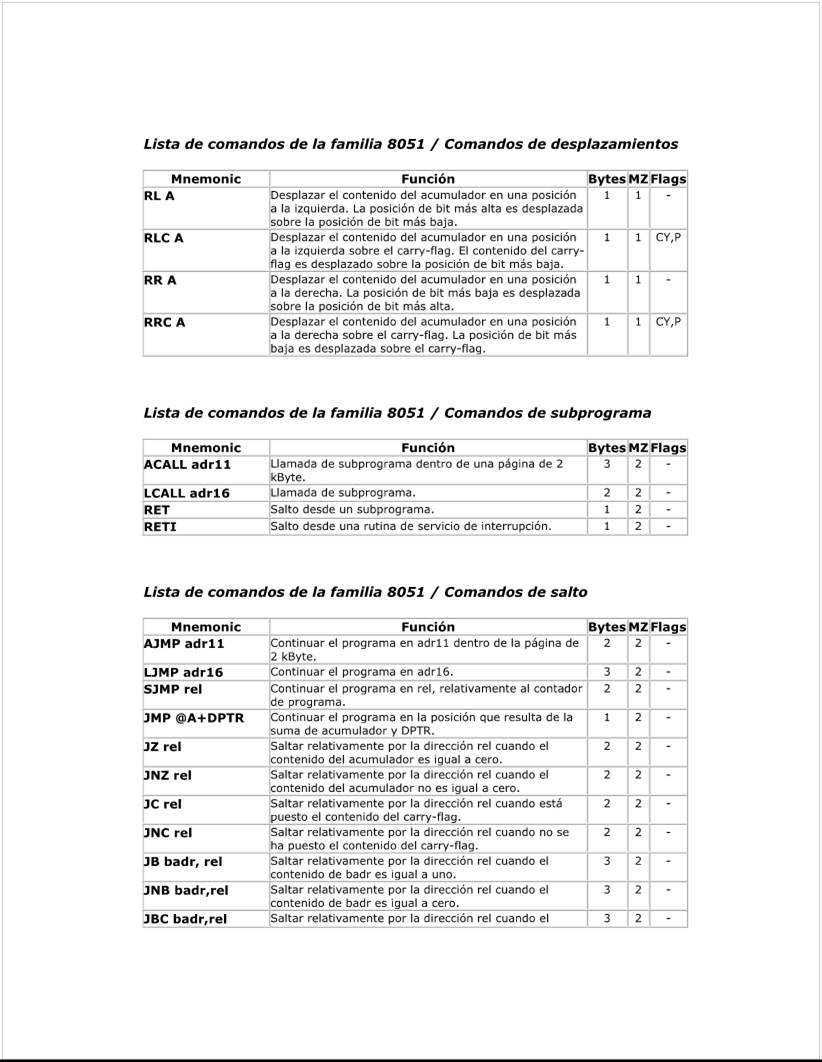 Lista de comandos de la familia 8051 / Comandos de desplazamientos
Mnemonic Función Bytes MZ Flags
RL A Desplazar el contenido del acumulador en una posición 1 1 -
a la izquierda. La posición de bit más alta es desplazada
sobre la posición de bit más baja.
RLC A Desplazar el contenido del acumulador en una posición 1 1 CY,P
a la izquierda sobre el carry-flag. El contenido del carry-
flag es desplazado sobre la posición de bit más baja.
RR A Desplazar el contenido del acumulador en una posición 1 1 -
a la derecha. La posición de bit más baja es desplazada
sobre la posición de bit más alta.
RRC A Desplazar el contenido del acumulador en una posición 1 1 CY,P
a la derecha sobre el carry-flag. La posición de bit más
baja es desplazada sobre el carry-flag.
Lista de comandos de la familia 8051 / Comandos de subprograma
Mnemonic Función Bytes MZ Flags
ACALL adr11 Llamada de subprograma dentro de una página de 2 3 2 -
kByte.
LCALL adr16 Llamada de subprograma. 2 2 -
RET Salto desde un subprograma. 1 2 -
RETI Salto desde una rutina de servicio de interrupción. 1 2 -
Lista de comandos de la familia 8051 / Comandos de salto
Mnemonic Función Bytes MZ Flags
AJMP adr11 Continuar el programa en adr11 dentro de la página de 2 2 -
2 kByte.
LJMP adr16 Continuar el programa en adr16. 3 2 -
SJMP rel Continuar el programa en rel, relativamente al contador 2 2 -
de programa.
JMP @A+DPTR Continuar el programa en la posición que resulta de la 1 2 -
suma de acumulador y DPTR.
JZ rel Saltar relativamente por la dirección rel cuando el 2 2 -
contenido del acumulador es igual a cero.
JNZ rel Saltar relativamente por la dirección rel cuando el 2 2 -
contenido del acumulador no es igual a cero.
JC rel Saltar relativamente por la dirección rel cuando está 2 2 -
puesto el contenido del carry-flag.
JNC rel Saltar relativamente por la dirección rel cuando no se 2 2 -
ha puesto el contenido del carry-flag.
JB badr, rel Saltar relativamente por la dirección rel cuando el 3 2 -
contenido de badr es igual a uno.
JNB badr,rel Saltar relativamente por la dirección rel cuando el 3 2 -
contenido de badr es igual a cero.
JBC badr,rel Saltar relativamente por la dirección rel cuando el 3 2 -